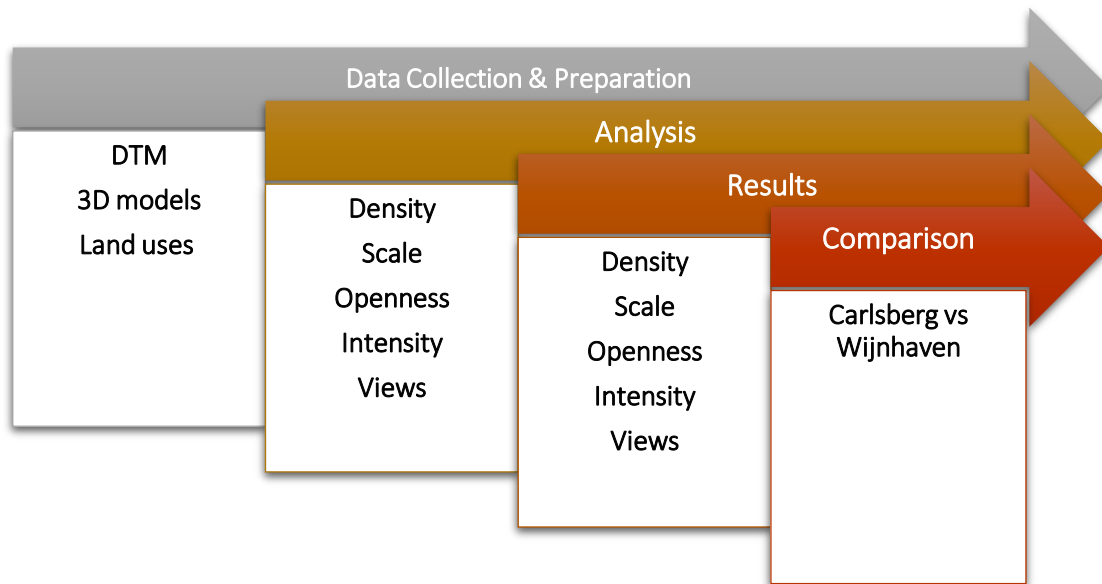 Data Collection & Preparation
DTM
3D models
Land uses
Analysis
Density
Scale
Openness
Intensity
Views
Results
Density
Scale
Openness
Intensity
Views
Comparison
Carlsberg vs
Wijnhaven